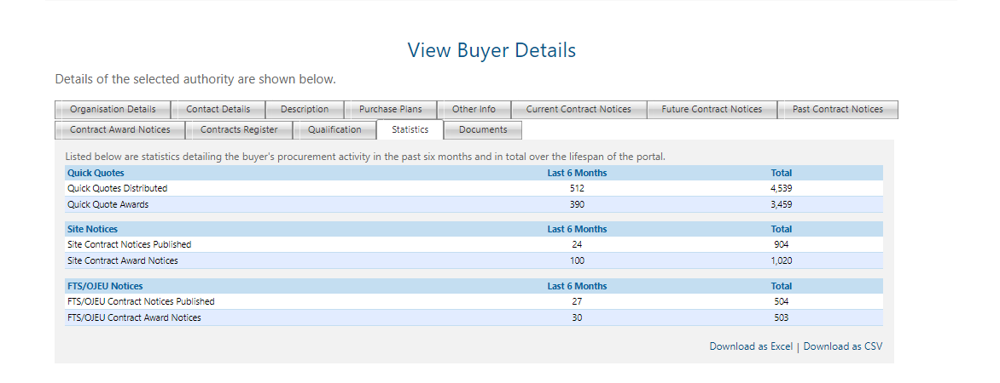 View Buyer Details
Details of the selected authority are shown below.
Organisation Details Contact Details Description Purchase Plans Other Info Current Contract Notices Future Contract Notices Past Contract Notices
Contract Award Notices Contracts Register Qualification Statistics Documents
Listed below are statistics detailing the buyer's procurement activity in the past six months and in total over the lifespan of the portal.
Quick Quotes Last 6 Months Total
Quick Quotes Distributed 512 4,539
Quick Quote Awards 390 3,459
Site Notices Last 6 Months Total
Site Contract Notices Published 24 904
Site Contract Award Notices 100 1,020
FTS/OJEU Notices Last 6 Months Total
FTS/OJEU Contract Notices Published 27 504
FTS/OJEU Contract Award Notices 30 503
Download as Excel | Download as CSV